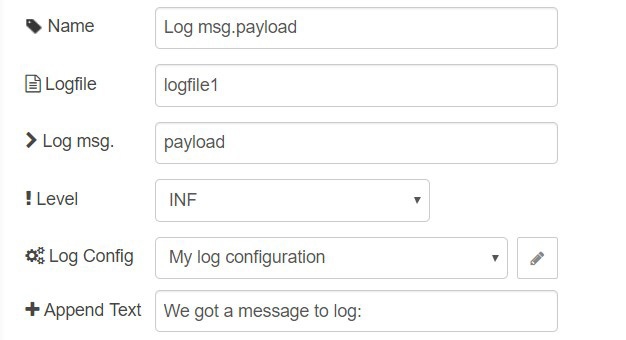 Name Log msg.payload
Logfile logfile1
Log msg. payload
Level INF
Log Config My log configuration
Append Text We got a message to log: